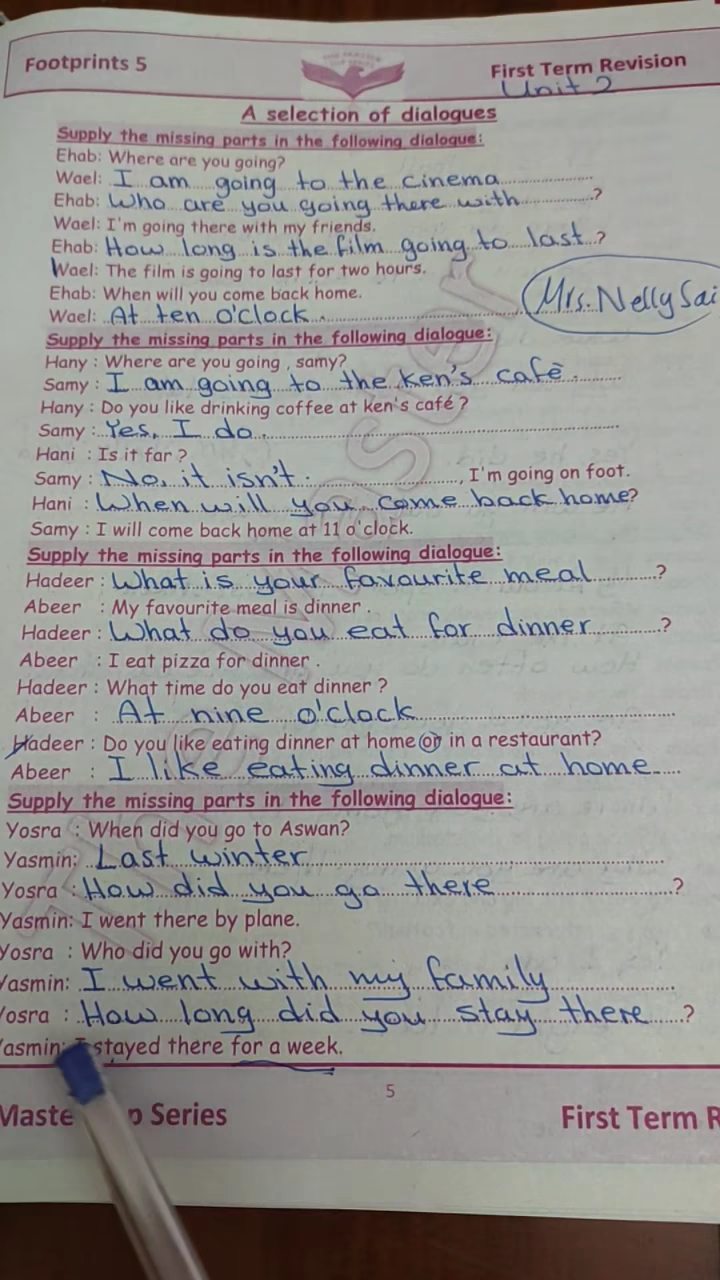 Footprints 5
First Term Revision
Unit 2
A selection of dialogues
Supply the missing parts in the following dialogue:
Ehab: Where are you going?
Wael: I am going to the cinema
Ehab: Who are you going there with ?
Wael: I'm going there with my friends.
Ehab: How long is the film going to last ?
Wael: The film is going to last for two hours.
Ehab: When will you come back home.
Wael: At ten o'clock.
Mrs. Nelly Sai
Supply the missing parts in the following dialogue:
Hany : Where are you going , samy?
Samy : I am going to the ken's café.
Hany : Do you like drinking coffee at ken's café ?
Samy : Yes, I do.
Hani : Is it far ?
Samy : No, it isn't. , I'm going on foot.
Hani : When will you come back home?
Samy : I will come back home at 11 o'clock.
Supply the missing parts in the following dialogue:
Hadeer : What is your favourite meal ?
Abeer : My favourite meal is dinner .
Hadeer : What do you eat for dinner ?
Abeer : I eat pizza for dinner .
Hadeer : What time do you eat dinner ?
Abeer : At nine o'clock
Hadeer : Do you like eating dinner at home or in a restaurant?
Abeer : I like eating dinner at home
Supply the missing parts in the following dialogue:
Yosra : When did you go to Aswan?
Yasmin: Last winter
Yosra : How did you go there ?
Yasmin: I went there by plane.
Yosra : Who did you go with?
Yasmin: I went with my family
Yosra : How long did you stay there ?
Yasmin: I stayed there for a week.
5
Maste p Series
First Term R